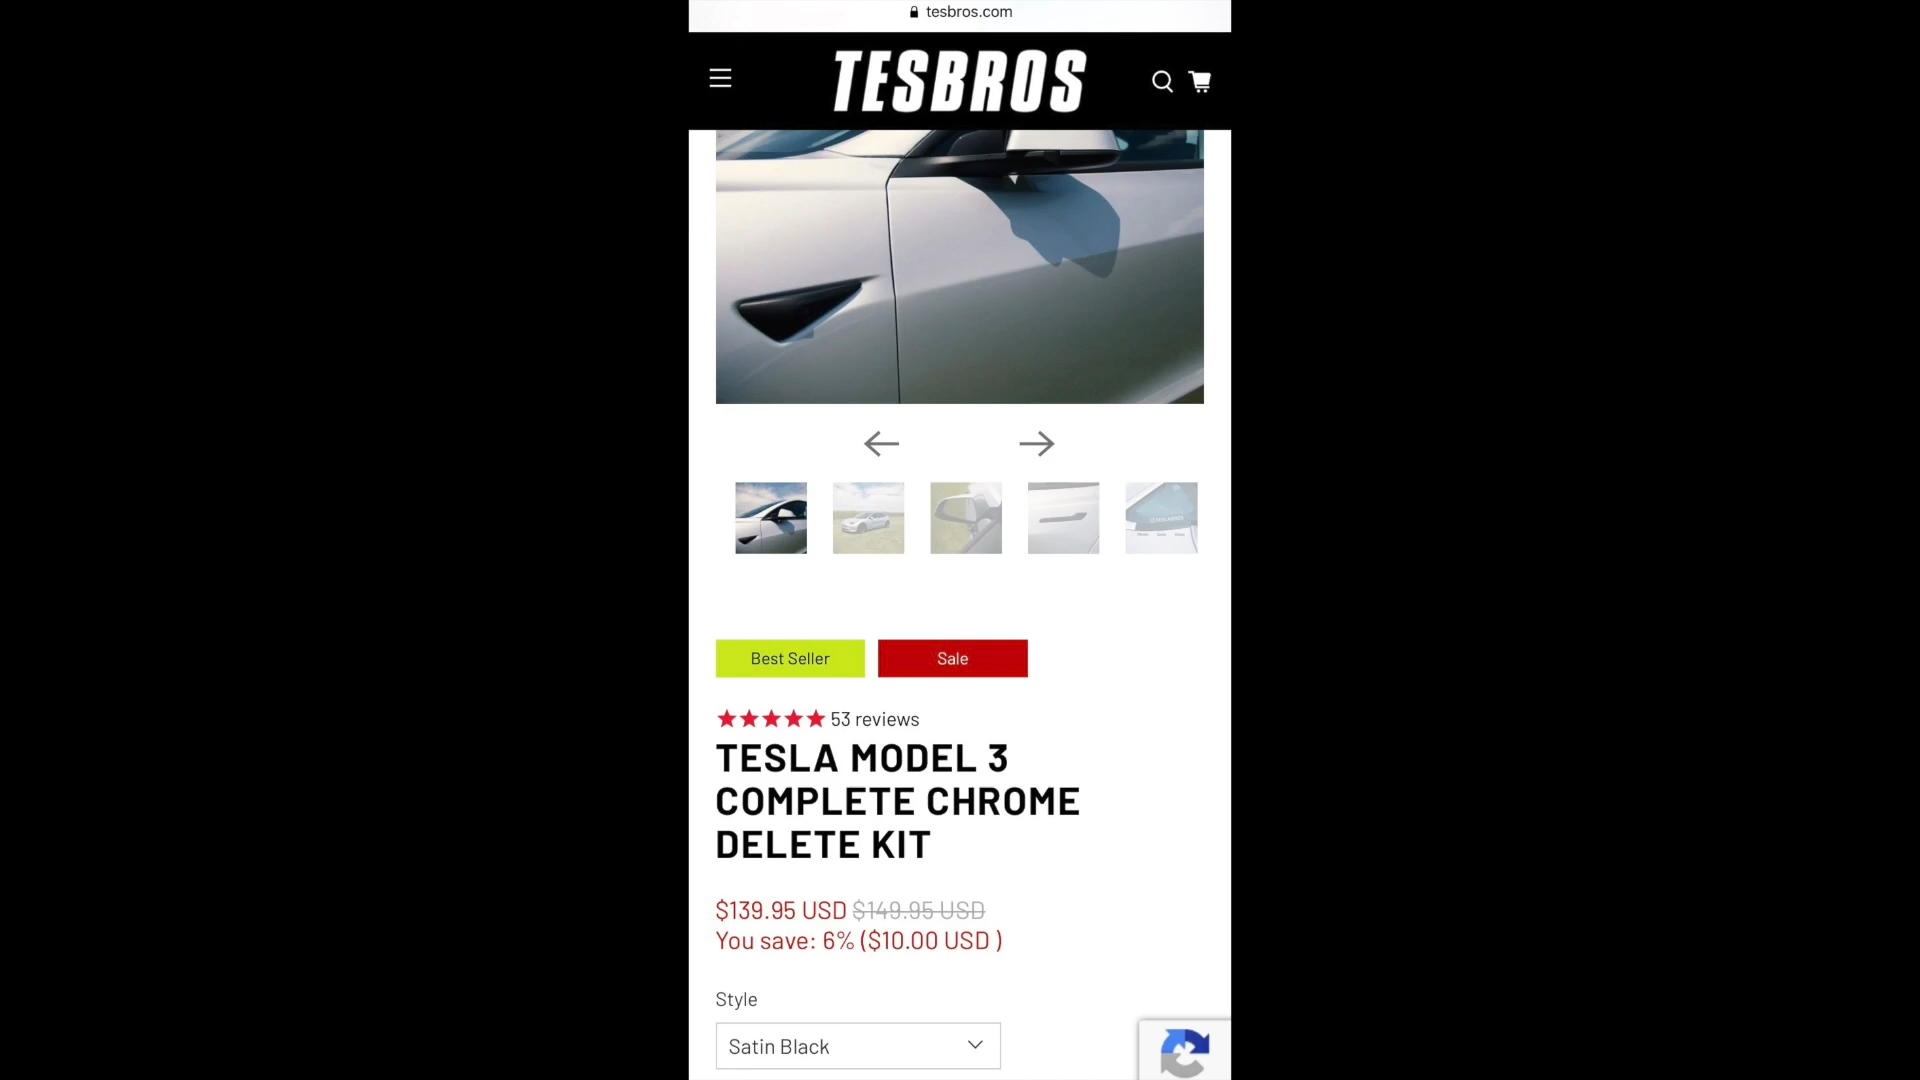 tesbros.com
TESBROS
Best Seller
Sale
53 reviews
TESLA MODEL 3
COMPLETE CHROME
DELETE KIT
$139.95 USD $149.95 USD
You save: 6% ($10.00 USD )
Style
Satin Black